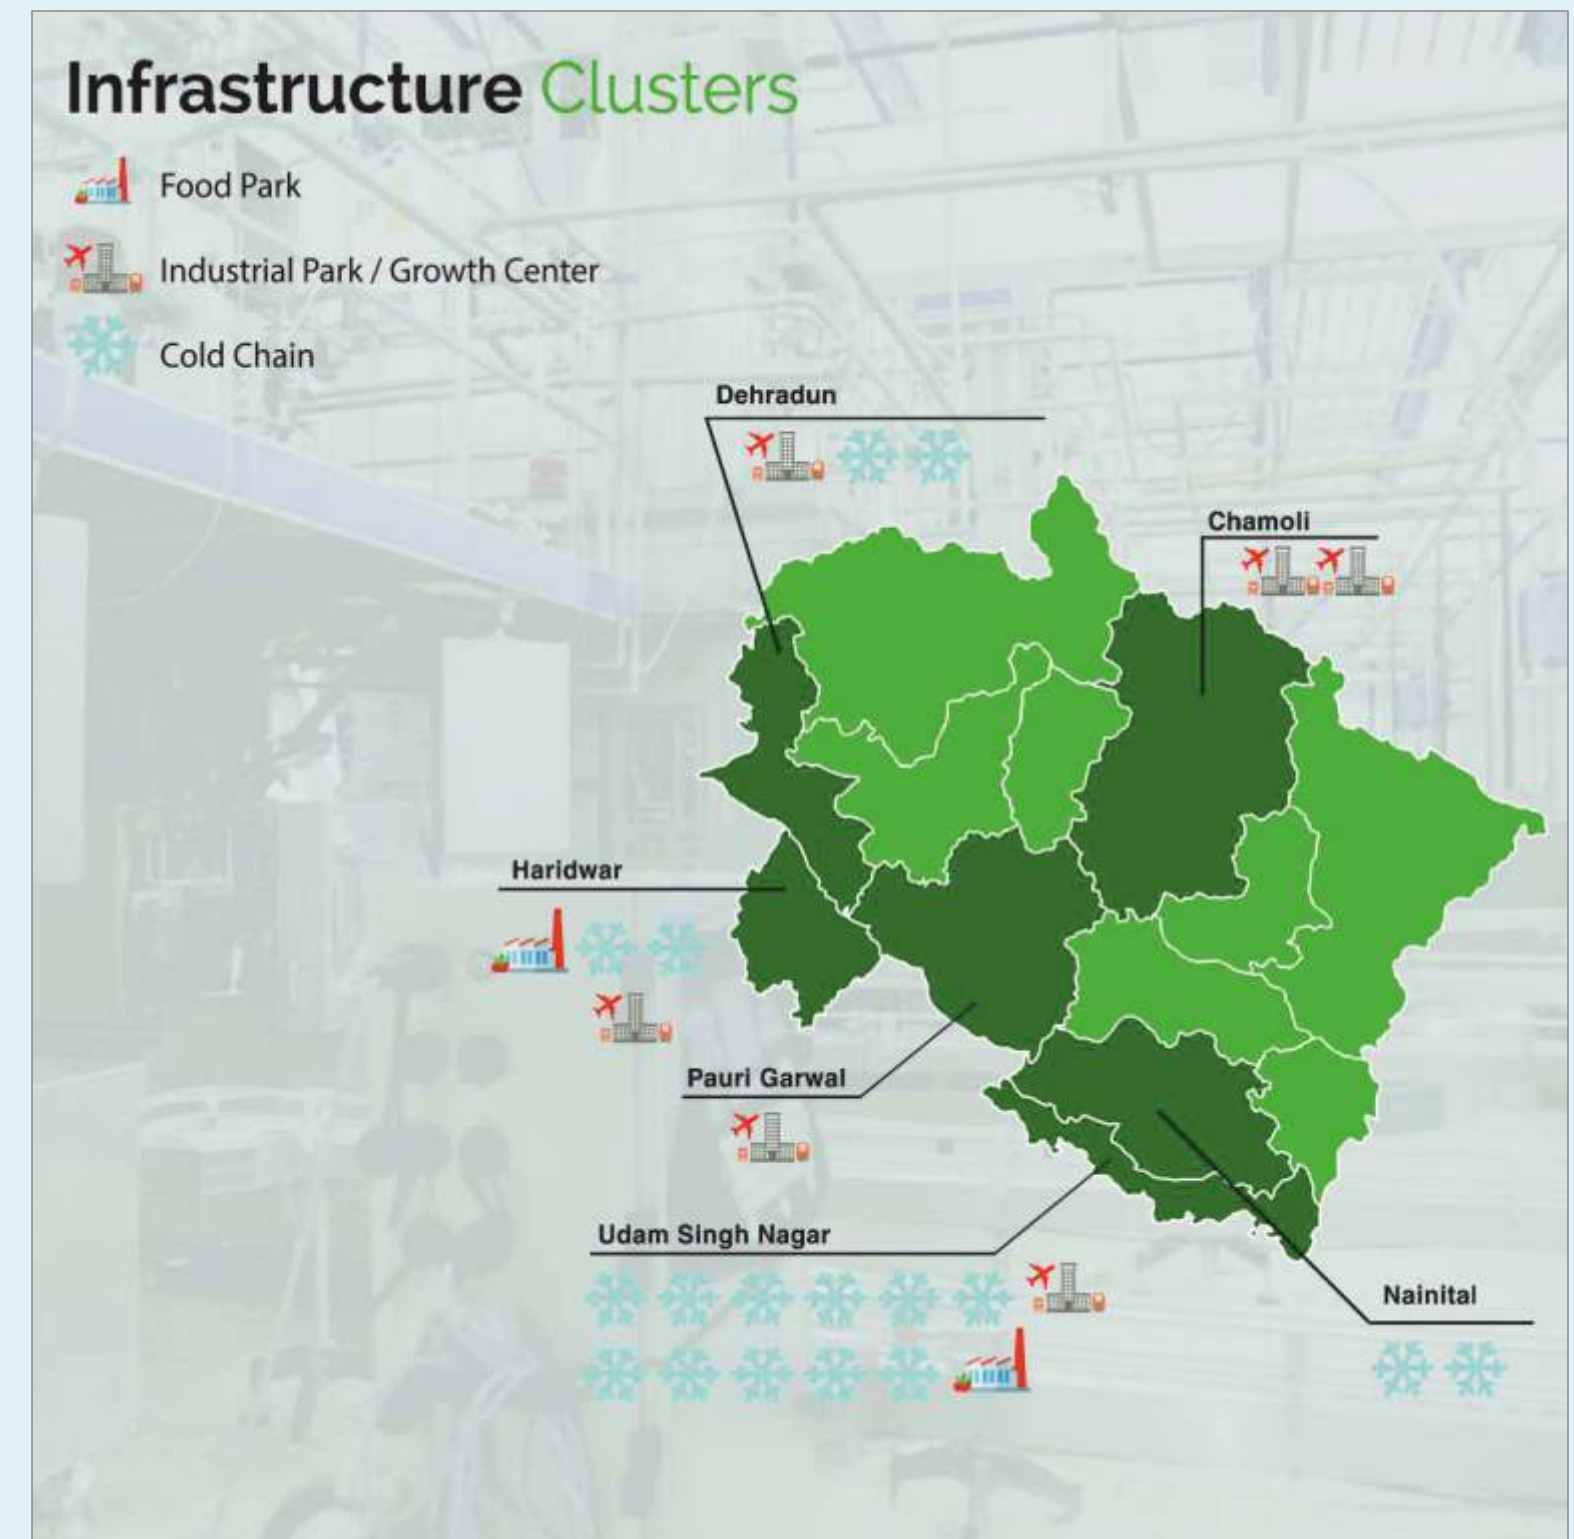 Infrastructure Clusters
Food Park
Industrial Park / Growth Center
Cold Chain
Dehradun
Chamoli
Haridwar
Pauri Garwal
Udam Singh Nagar
Nainital